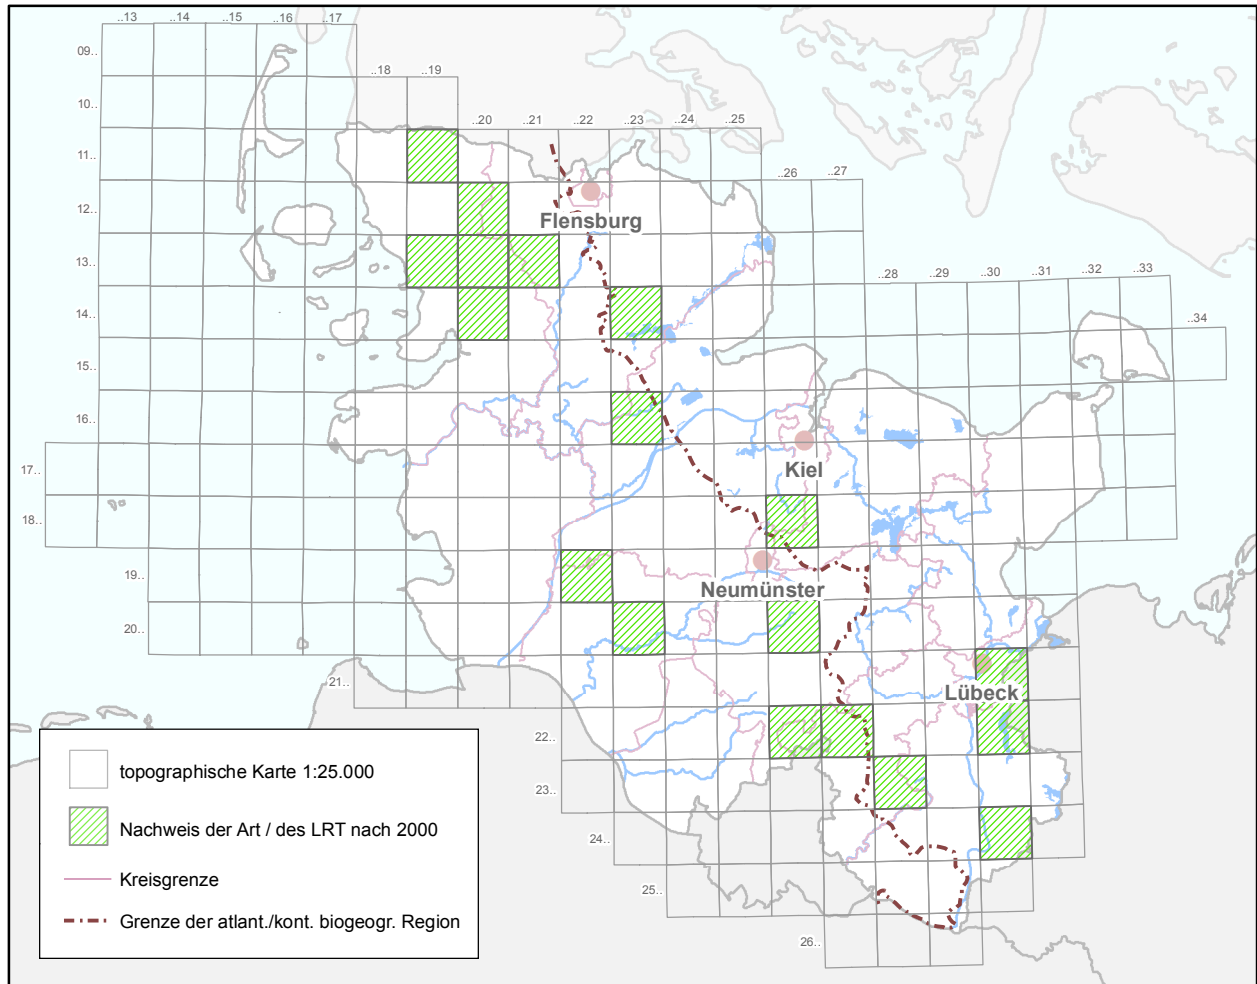 ..13 ..14 ..15 ..16 ..17
09..
..18 ..19
10..
..20 ..21 ..22 ..23 ..24 ..25
11..
..26 ..27
12..
Flensburg
13..
..28 ..29 ..30 ..31 ..32 ..33
14..
..34
15..
16..
Kiel
17..
18..
19..
Neumünster
20..
21..
Lübeck
22..
23..
24..
25..
26..
topographische Karte 1:25.000
Nachweis der Art / des LRT nach 2000
Kreisgrenze
Grenze der atlant./kont. biogeogr. Region